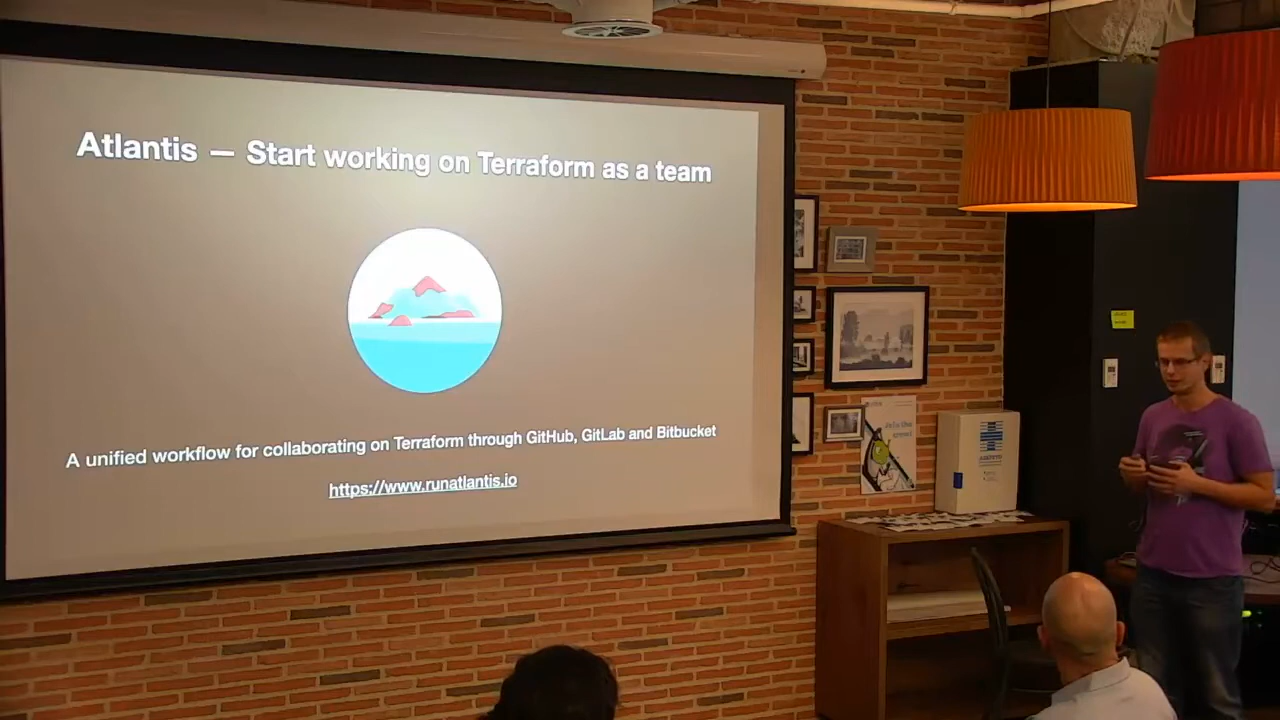 Atlantis — Start working on Terraform as a team
A unified workflow for collaborating on Terraform through GitHub, GitLab and Bitbucket
https://www.runatlantis.io